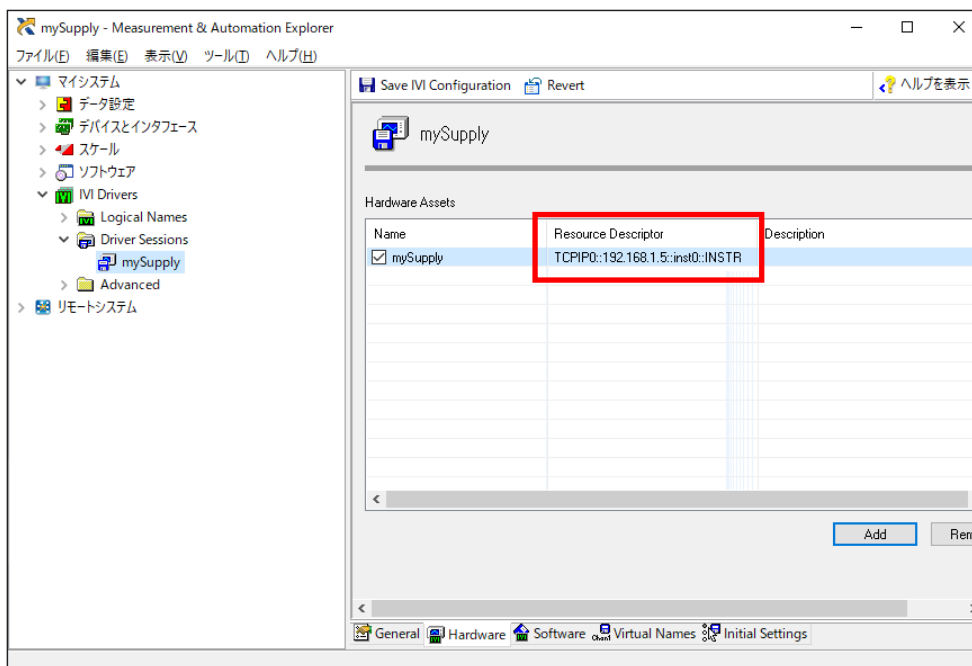 mySupply - Measurement & Automation Explorer
ファイル(F) 編集(E) 表示(V) ツール(T) ヘルプ(H)
マイシステム
データ設定
デバイスとインタフェース
スケール
ソフトウェア
IVI Drivers
Logical Names
Driver Sessions
mySupply
Advanced
リモートシステム
Save IVI Configuration Revert ヘルプを表示
mySupply
Hardware Assets
Name Resource Descriptor Description
mySupply TCPIP0::192.168.1.5::inst0::INSTR
Add Rem
General Hardware Software Virtual Names Initial Settings